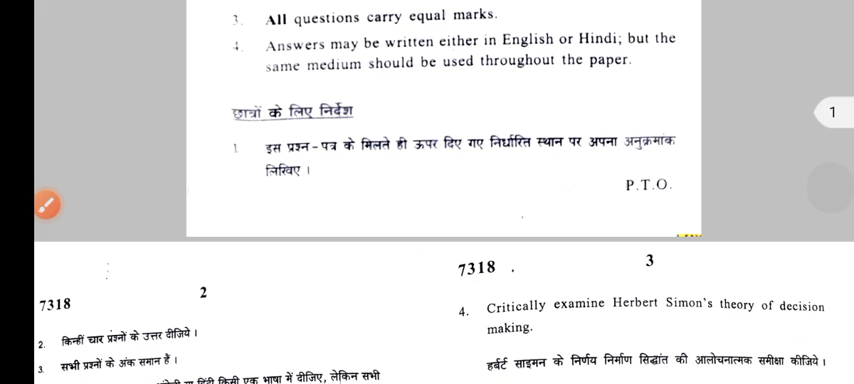 3. All questions carry equal marks.
4. Answers may be written either in English or Hindi; but the
same medium should be used throughout the paper.
छात्रों के लिए निर्देश
1 इस प्रश्न-पत्र के मिलते ही ऊपर दिए गए निर्धारित स्थान पर अपना अनुक्रमांक
लिखिए ।
P.T.O.
1
7318 2
2. किन्हीं चार प्रश्नों के उत्तर दीजिये ।
3. सभी प्रश्नों के अंक समान हैं ।
या हिंदी किसी एक भाषा में दीजिए, लेकिन सभी
7318 . 3
4. Critically examine Herbert Simon's theory of decision
making.
हर्बर्ट साइमन के निर्णय निर्माण सिद्धांत की आलोचनात्मक समीक्षा कीजिये ।